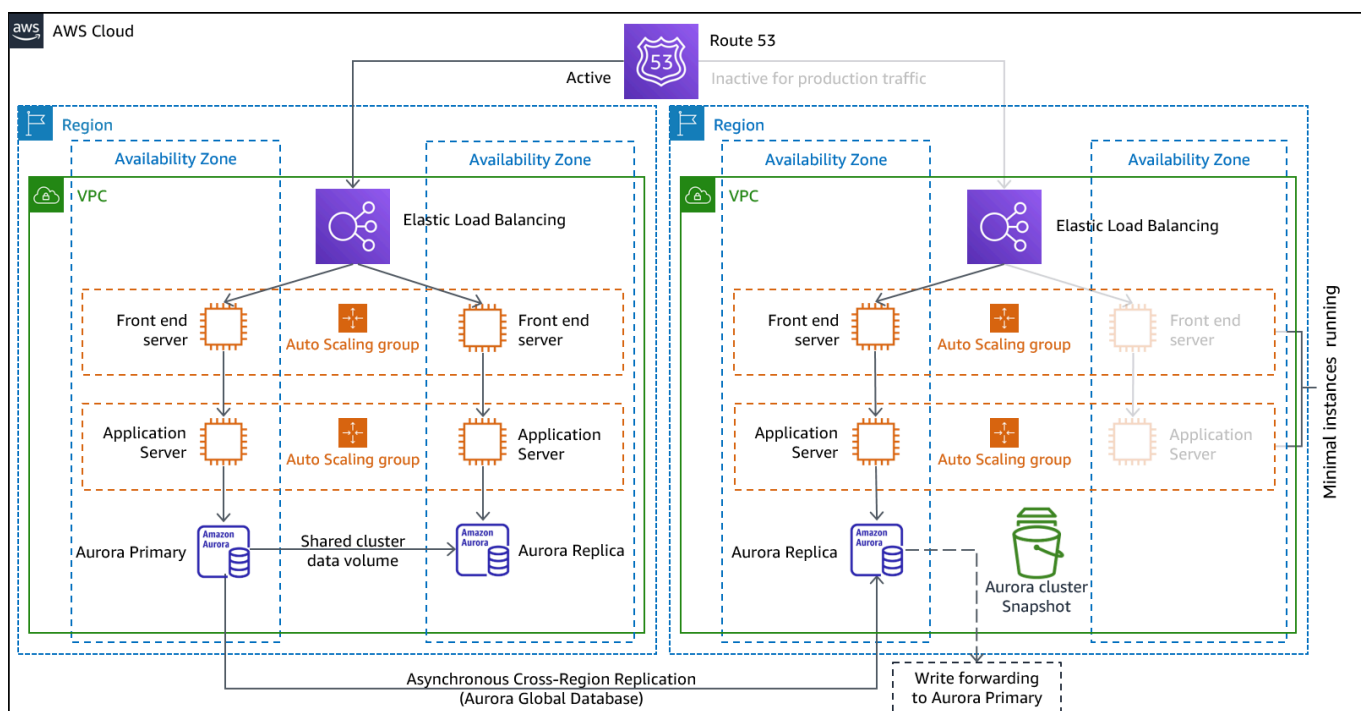 aws
AWS Cloud
Route 53
53
Active
Inactive for production traffic
Region
Availability Zone
Availability Zone
VPC
Elastic Load Balancing
Front end
server
Auto Scaling group
Front end
server
Application
Server
Auto Scaling group
Application
Server
Aurora Primary
Amazon
Aurora
Shared cluster
data volume
Amazon
Aurora
Aurora Replica
Region
Availability Zone
Availability Zone
VPC
Elastic Load Balancing
Front end
server
Auto Scaling group
Front end
server
Application
Server
Auto Scaling group
Application
Server
Minimal instances running
Aurora Replica
Amazon
Aurora
Aurora cluster
Snapshot
Asynchronous Cross-Region Replication
(Aurora Global Database)
Write forwarding
to Aurora Primary